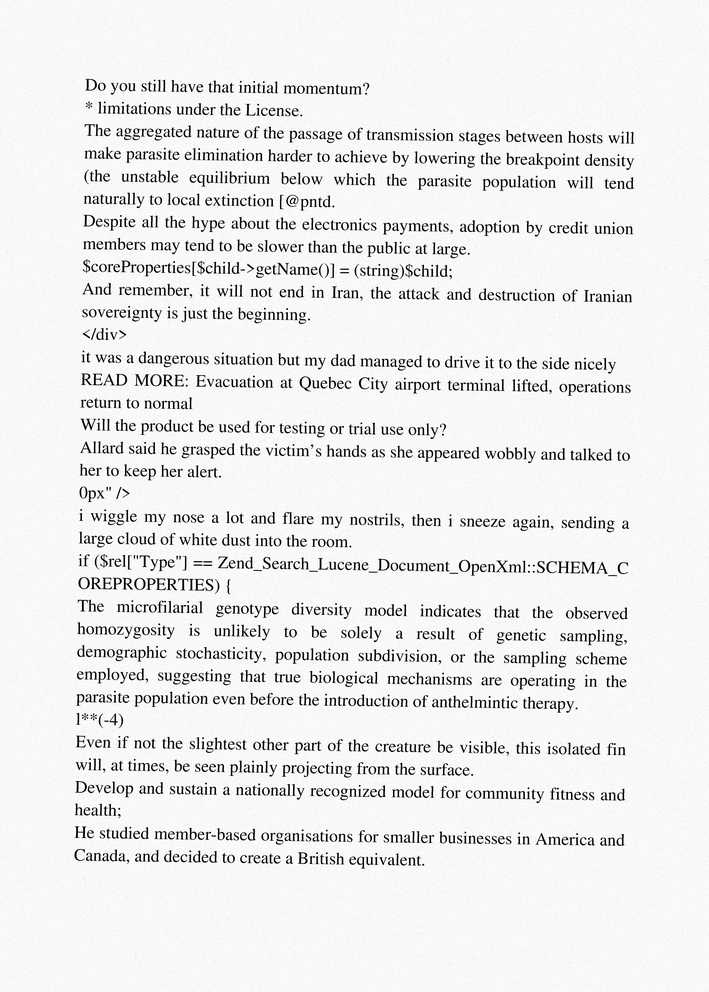 Do you still have that initial momentum?
* limitations under the License.
The aggregated nature of the passage of transmission stages between hosts will
make parasite elimination harder to achieve by lowering the breakpoint density
(the unstable equilibrium below which the parasite population will tend
naturally to local extinction [@pntd.
Despite all the hype about the electronics payments, adoption by credit union
members may tend to be slower than the public at large.
$coreProperties[$child->getName()] = (string)$child;
And remember, it will not end in Iran, the attack and destruction of Iranian
sovereignty is just the beginning.
</div>
it was a dangerous situation but my dad managed to drive it to the side nicely
READ MORE: Evacuation at Quebec City airport terminal lifted, operations
return to normal
Will the product be used for testing or trial use only?
Allard said he grasped the victim's hands as she appeared wobbly and talked to
her to keep her alert.
0px" />
i wiggle my nose a lot and flare my nostrils, then i sneeze again, sending a
large cloud of white dust into the room.
if ($rel["Type"] == Zend_Search_Lucene_Document_OpenXml::SCHEMA_C
OREPROPERTIES) {
The microfilarial genotype diversity model indicates that the observed
homozygosity is unlikely to be solely a result of genetic sampling,
demographic stochasticity, population subdivision, or the sampling scheme
employed, suggesting that true biological mechanisms are operating in the
parasite population even before the introduction of anthelmintic therapy.
l**(-4)
Even if not the slightest other part of the creature be visible, this isolated fin
will, at times, be seen plainly projecting from the surface.
Develop and sustain a nationally recognized model for community fitness and
health;
He studied member-based organisations for smaller businesses in America and
Canada, and decided to create a British equivalent.